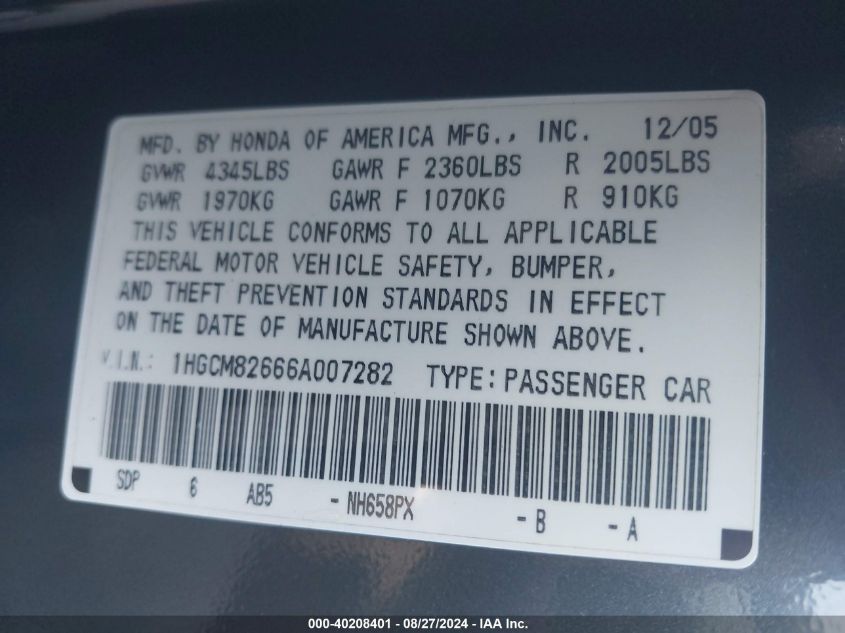 MFD. BY HONDA OF AMERICA MFG., INC. 12/05
GVWR 4345LBS GAWR F 2360LBS R 2005LBS
GVWR 1970KG GAWR F 1070KG R 910KG
THIS VEHICLE CONFORMS TO ALL APPLICABLE
FEDERAL MOTOR VEHICLE SAFETY, BUMPER,
AND THEFT PREVENTION STANDARDS IN EFFECT
ON THE DATE OF MANUFACTURE SHOWN ABOVE.
V.I.N.: 1HGCM82666A007282 TYPE: PASSENGER CAR
SDP 6 AB5 - NH658PX - B - A
000-40208401 - 08/27/2024 - IAA Inc.